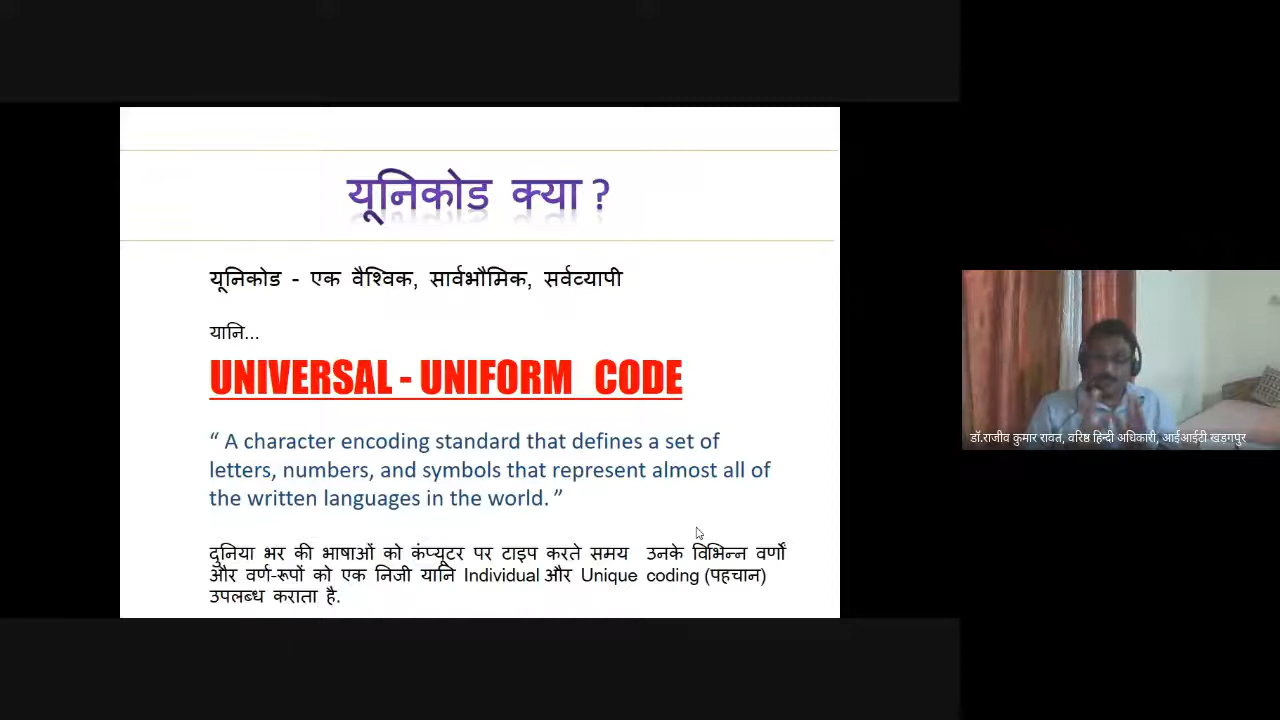 यूनिकोड क्या ?
यूनिकोड - एक वैश्विक, सार्वभौमिक, सर्वव्यापी
यानि...
UNIVERSAL - UNIFORM CODE
“ A character encoding standard that defines a set of
letters, numbers, and symbols that represent almost all of
the written languages in the world. ”
दुनिया भर की भाषाओं को कंप्यूटर पर टाइप करते समय उनके विभिन्न वर्णों
और वर्ण-रूपों को एक निजी यानि Individual और Unique coding (पहचान)
उपलब्ध कराता है.
डॉ.राजीव कुमार रावत, वरिष्ठ हिन्दी अधिकारी, आईआईटी खड़गपुर